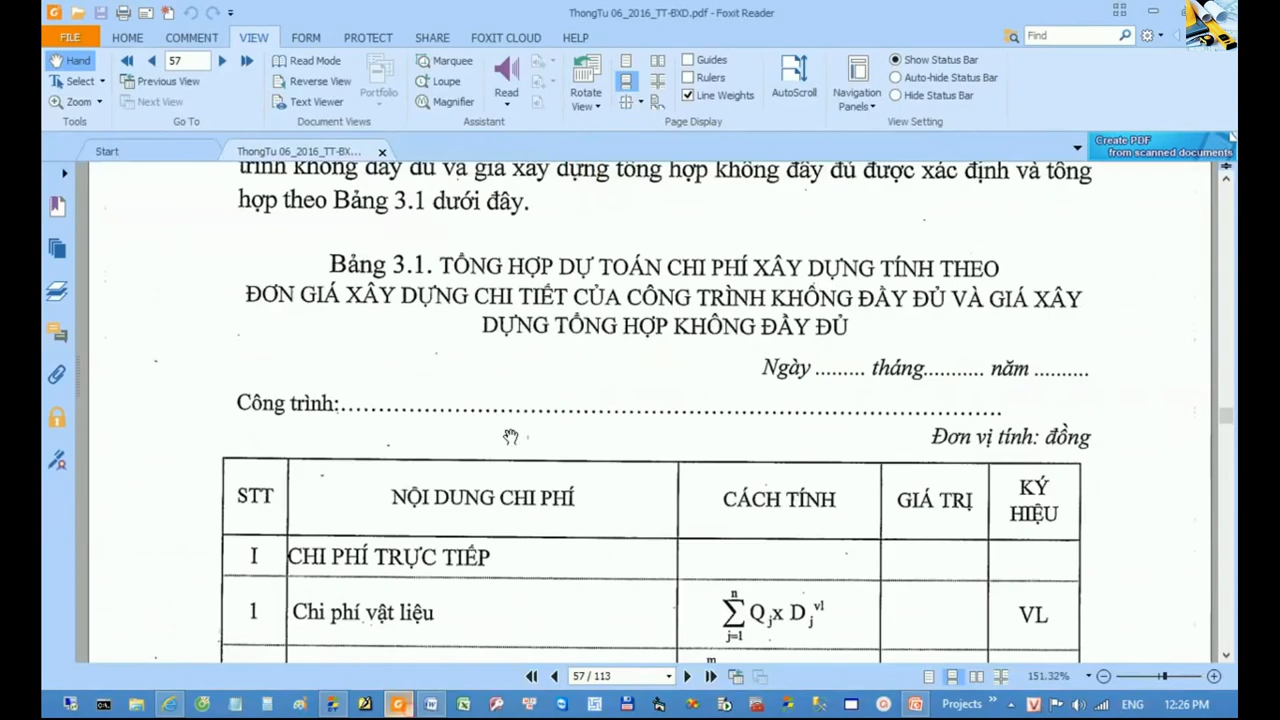 ThongTu 06_2016_TT-BXD.pdf - Foxit Reader
FILE HOME COMMENT VIEW FORM PROTECT SHARE FOXIT CLOUD HELP Find
Hand 57 Read Mode Marquee Guides Show Status Bar
Select Previous View Reverse View Loupe Rulers Auto-hide Status Bar
Zoom Next View Text Viewer Magnifier Line Weights Hide Status Bar
Portfolio Read Rotate View AutoScroll Navigation Panels
Tools Go To Document Views Assistant Page Display View Setting
Start ThongTu 06_2016_TT-BX... Create PDF
from scanned documents
trình không đầy đủ và giá xây dựng tổng hợp không đầy đủ được xác định và tổng
hợp theo Bảng 3.1 dưới đây.
Bảng 3.1. TỔNG HỢP DỰ TOÁN CHI PHÍ XÂY DỰNG TÍNH THEO
ĐƠN GIÁ XÂY DỰNG CHI TIẾT CỦA CÔNG TRÌNH KHÔNG ĐẦY ĐỦ VÀ GIÁ XÂY
DỰNG TỔNG HỢP KHÔNG ĐẦY ĐỦ
Ngày ......... tháng........... năm ..........
Công trình:……………………………………………………………………..
Đơn vị tính: đồng
STT NỘI DUNG CHI PHÍ CÁCH TÍNH GIÁ TRỊ KÝ HIỆU
I CHI PHÍ TRỰC TIẾP
1 Chi phí vật liệu n ∑ j=1 Qj x Dj vl VL
m
57 / 113 151.32%
Projects ENG 12:26 PM